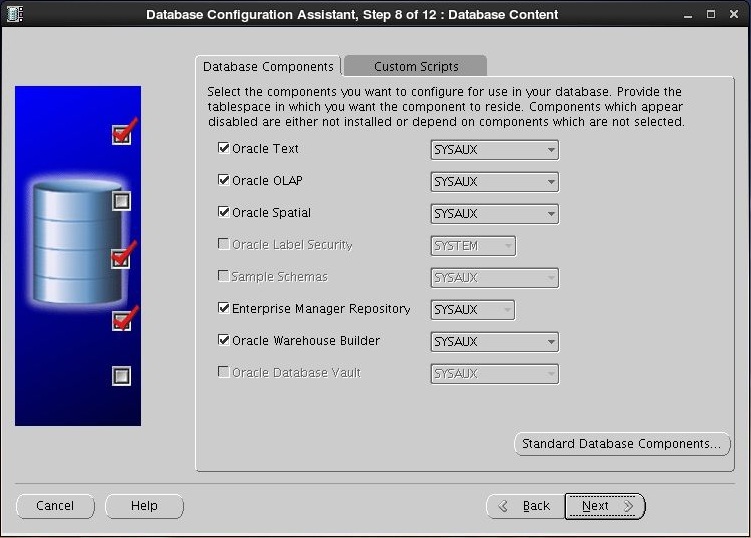 Database Configuration Assistant, Step 8 of 12 : Database Content
Database Components
Custom Scripts
Select the components you want to configure for use in your database. Provide the
tablespace in which you want the component to reside. Components which appear
disabled are either not installed or depend on components which are not selected.
Oracle Text SYSAUX
Oracle OLAP SYSAUX
Oracle Spatial SYSAUX
Oracle Label Security SYSTEM
Sample Schemas SYSAUX
Enterprise Manager Repository SYSAUX
Oracle Warehouse Builder SYSAUX
Oracle Database Vault SYSAUX
Standard Database Components...
Cancel Help Back Next